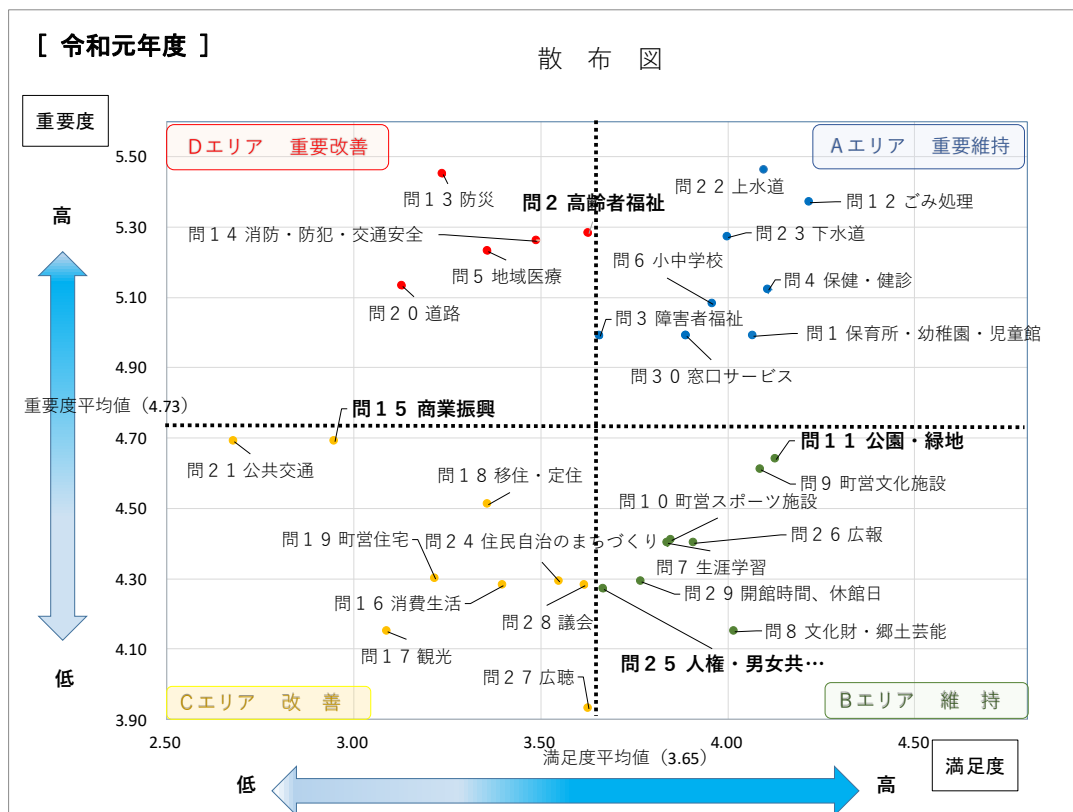 [ 令和元年度 ]
散 布 図
重要度
Dエリア 重要改善
Aエリア 重要維持
5.50
問22 上水道
問13 防災
問2 高齢者福祉
問12 ごみ処理
高
5.30
問14 消防・防犯・交通安全
問23 下水道
問6 小中学校
問5 地域医療
問4 保健・健診
5.10
問20 道路
問3 障害者福祉
問1 保育所・幼稚園・児童館
4.90
問30 窓口サービス
重要度平均値（4.73）
問15 商業振興
4.70
問11 公園・緑地
問21 公共交通
問18 移住・定住
問9 町営文化施設
4.50
問10 町営スポーツ施設
問19 町営住宅
問24 住民自治のまちづくり
問26 広報
問7 生涯学習
4.30
問29 開館時間、休館日
問16 消費生活
問28 議会
問8 文化財・郷土芸能
4.10
問17 観光
問25 人権・男女共…
低
問27 広聴
Cエリア 改 善
Bエリア 維 持
3.90
2.50
3.00
3.50
4.00
4.50
満足度平均値（3.65）
満足度
低
高